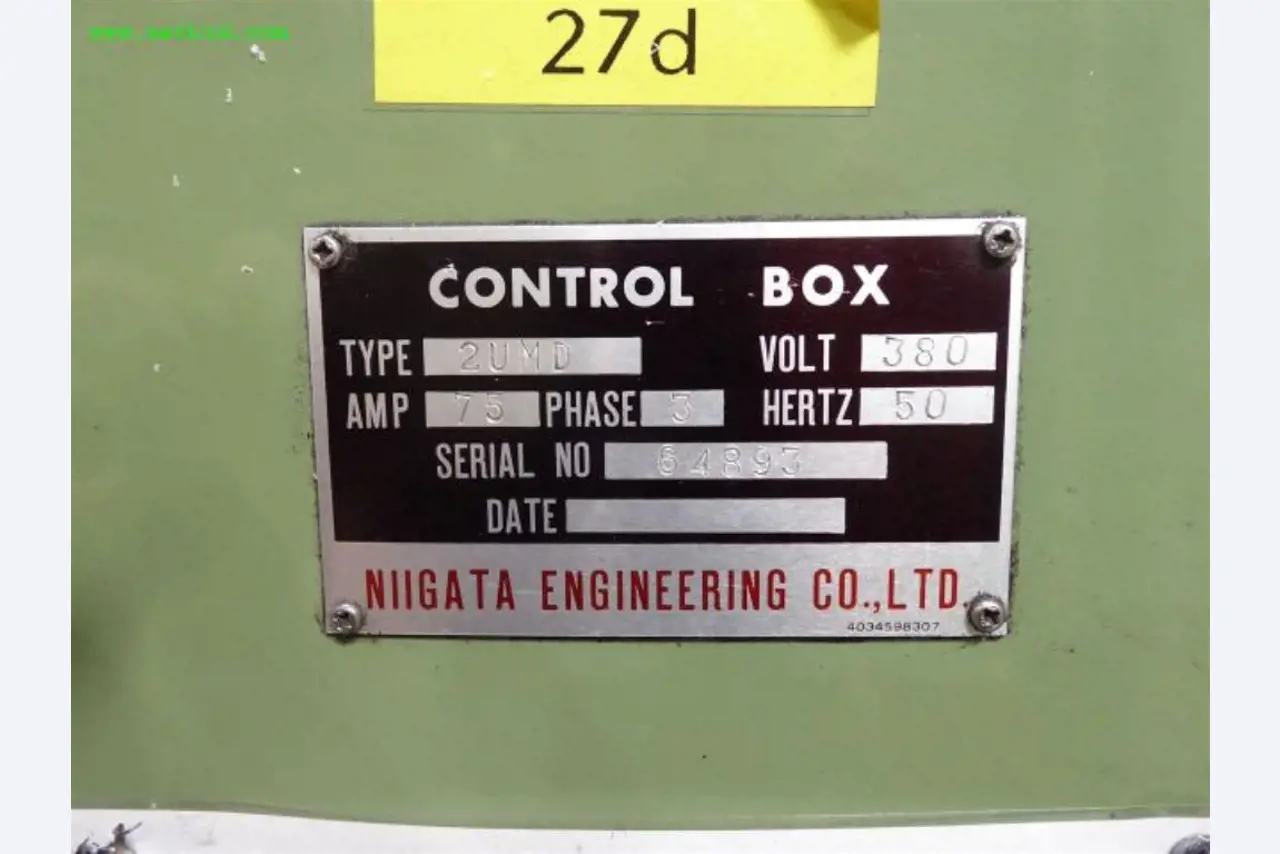 27d
CONTROL BOX
TYPE 2UMD VOLT 380
AMP 75 PHASE 3 HERTZ 50
SERIAL NO 64893
DATE
NIIGATA ENGINEERING CO.,LTD.
4034598307